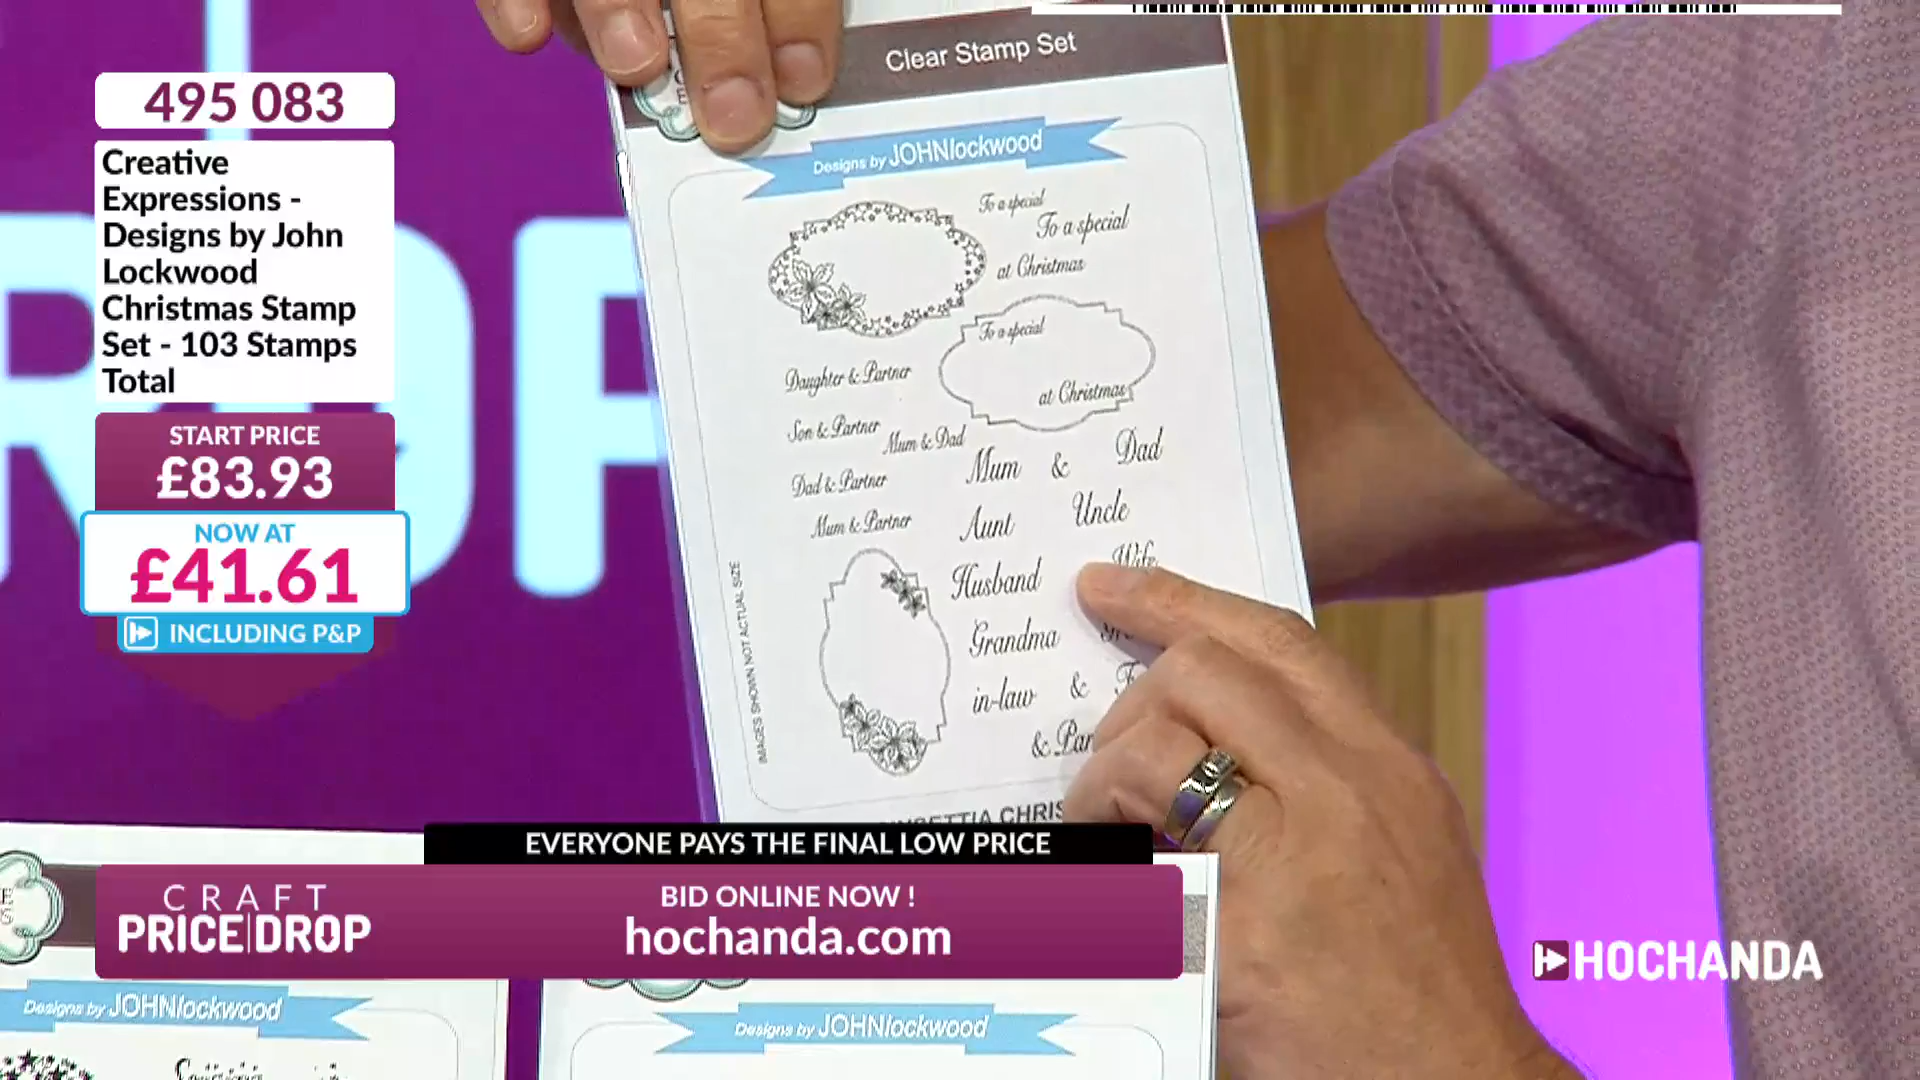 495 083
Creative
Expressions -
Designs by John
Lockwood
Christmas Stamp
Set - 103 Stamps
Total
START PRICE
£83.93
NOW AT
£41.61
INCLUDING P&P
Clear Stamp Set
Designs by JOHNlockwood
To a special
To a special
at Christmas
To a special
at Christmas
Daughter & Partner
Son & Partner
Mum & Dad
Dad & Partner
Mum & Partner
Mum & Dad
Aunt Uncle
Husband Wife
Grandma
in-law &
&
IMAGES SHOWN NOT ACTUAL SIZE
EVERYONE PAYS THE FINAL LOW PRICE
CRAFT
PRICE DROP
BID ONLINE NOW !
hochanda.com
HOCHANDA
Designs by JOHNlockwood
Designs by JOHNlockwood